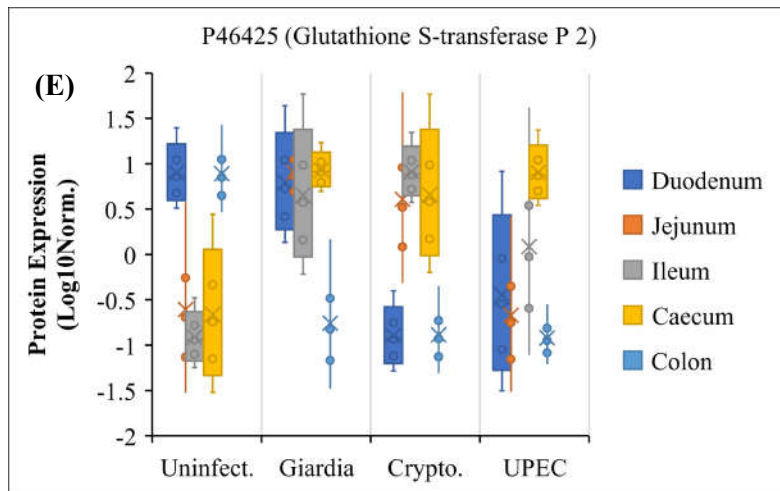 P46425 (Glutathione S-transferase P 2)
(E)
Protein Expression
(Log10Norm.)
2
1.5
1
0.5
0
-0.5
-1
-1.5
-2
Uninfect. Giardia Crypto. UPEC
Duodenum
Jejunum
Ileum
Caecum
Colon